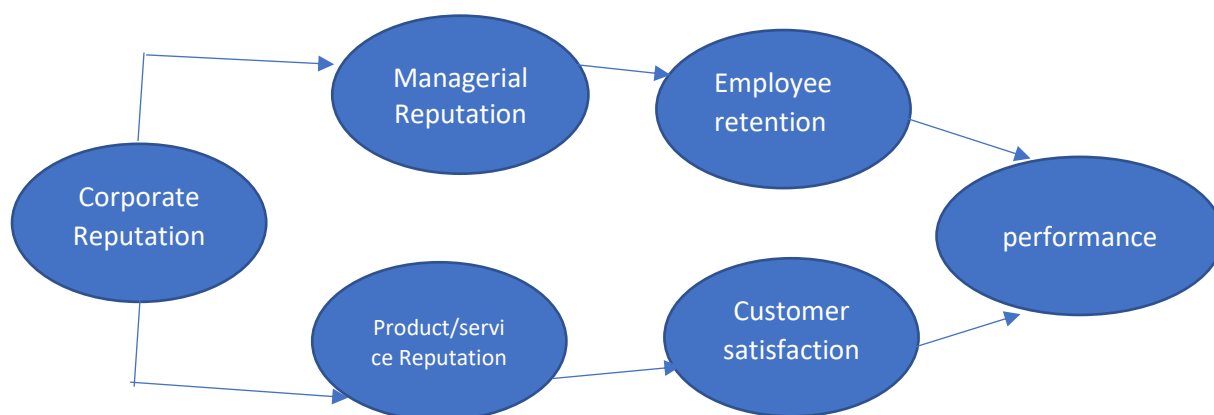 Managerial
Reputation
Employee
retention
Corporate
Reputation
performance
Product/servi
ce Reputation
Customer
satisfaction